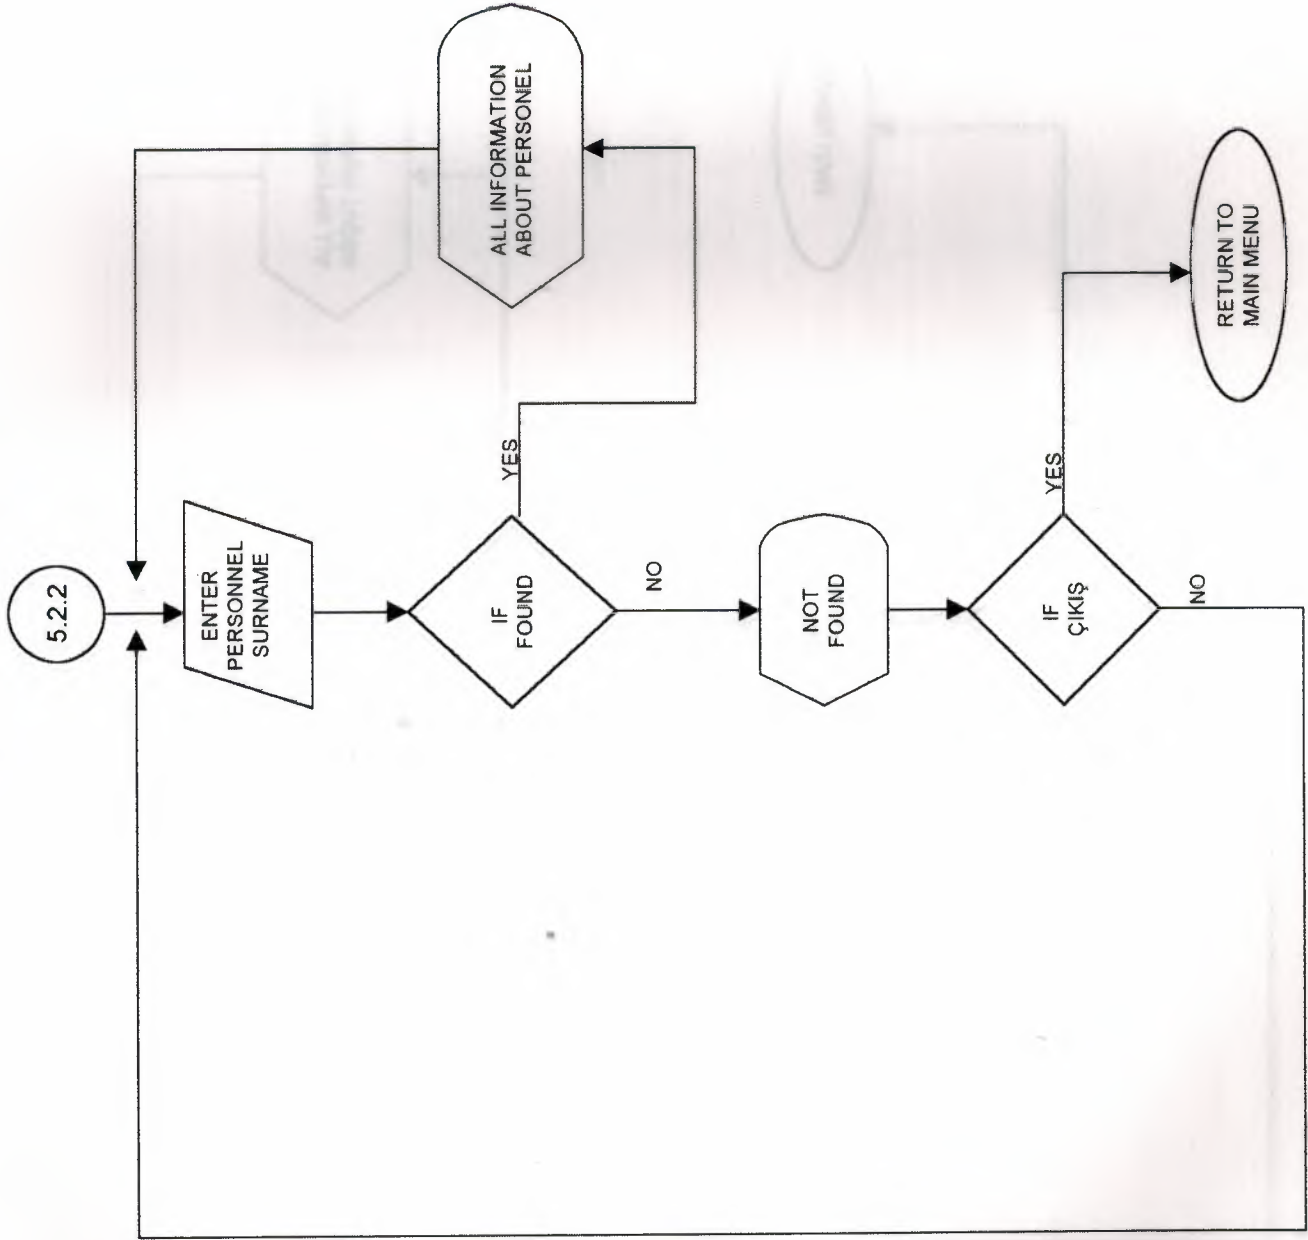 5.2.2
ENTER
PERSONNEL
SURNAME
IF
FOUND
YES
ALL INFORMATION
ABOUT PERSONEL
NO
NOT
FOUND
IF
ÇIKIŞ
YES
RETURN TO
MAIN MENU
NO